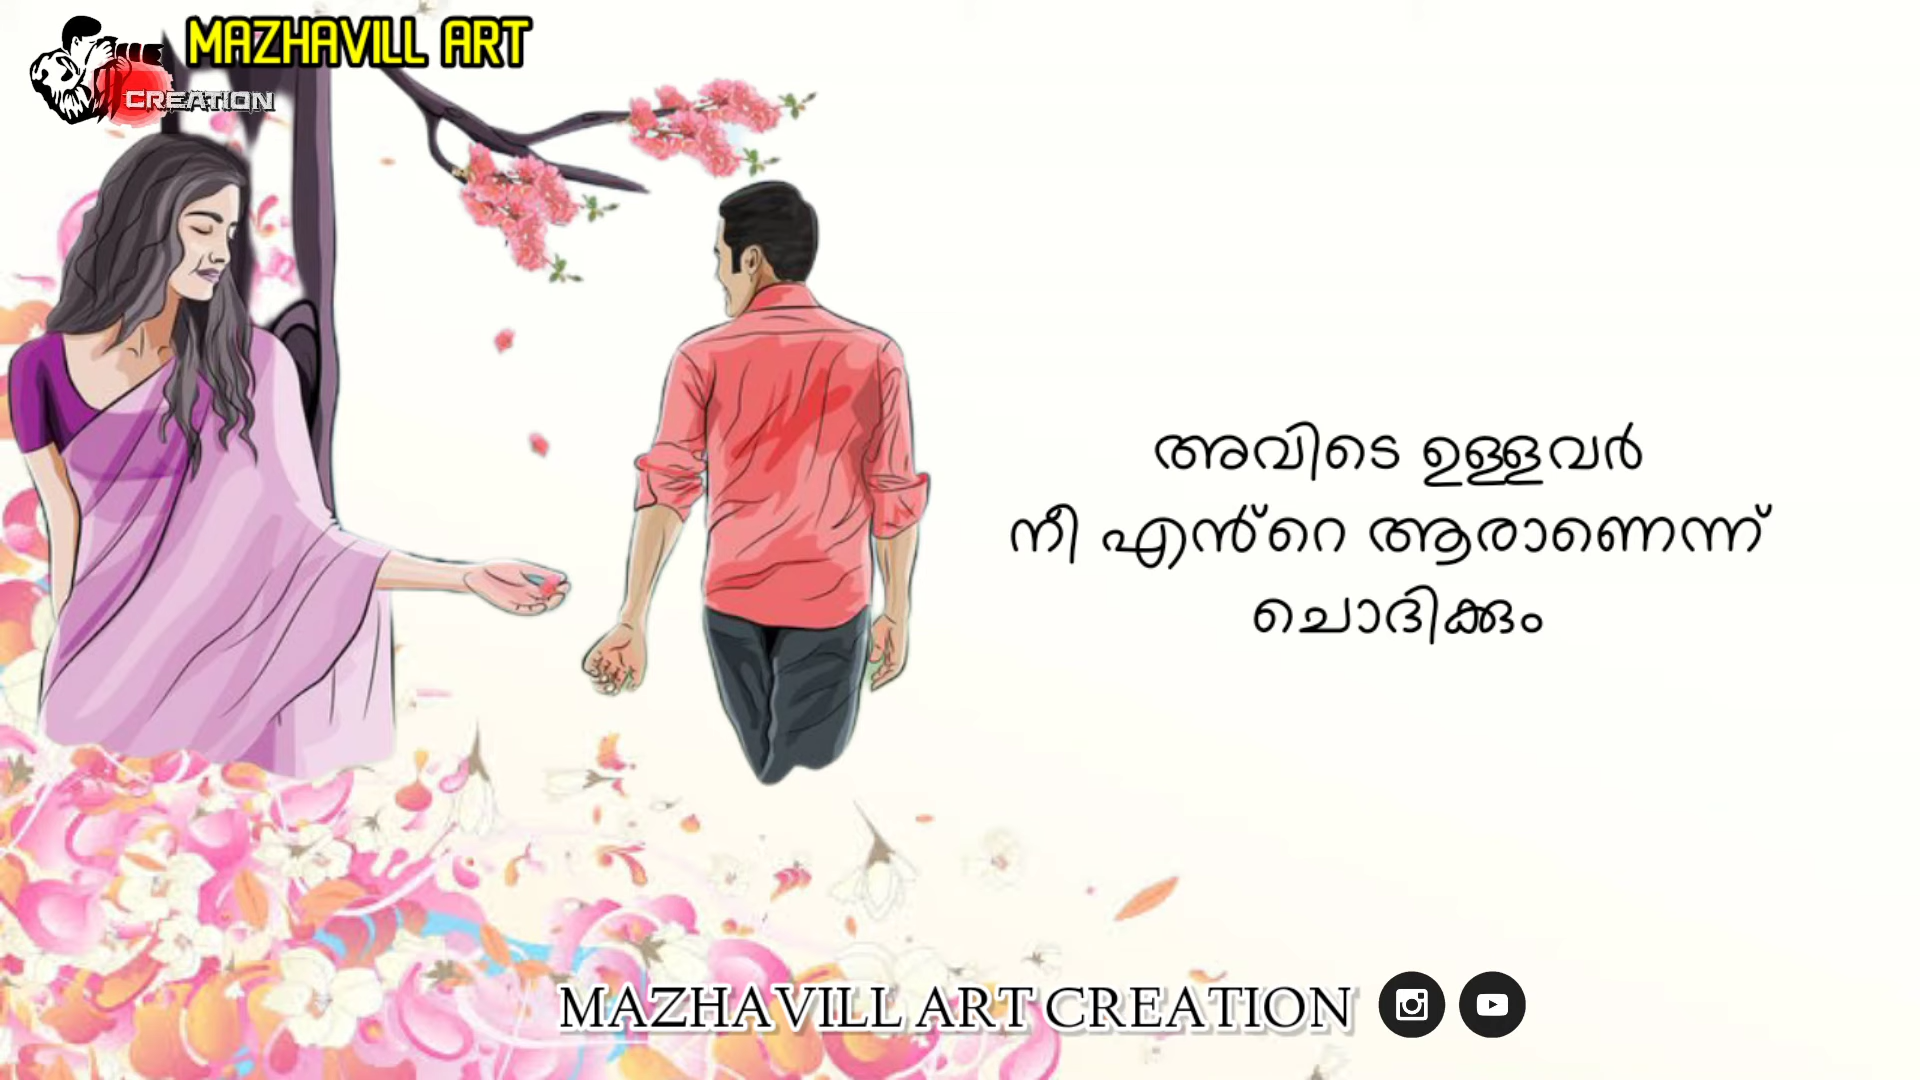 MAZHAVILL ART
CREATION
അവിടെ ഉള്ളവർ
നീ എൻ്റെ ആരാണെന്ന്
ചൊദിക്കും
MAZHAVILL ART CREATION